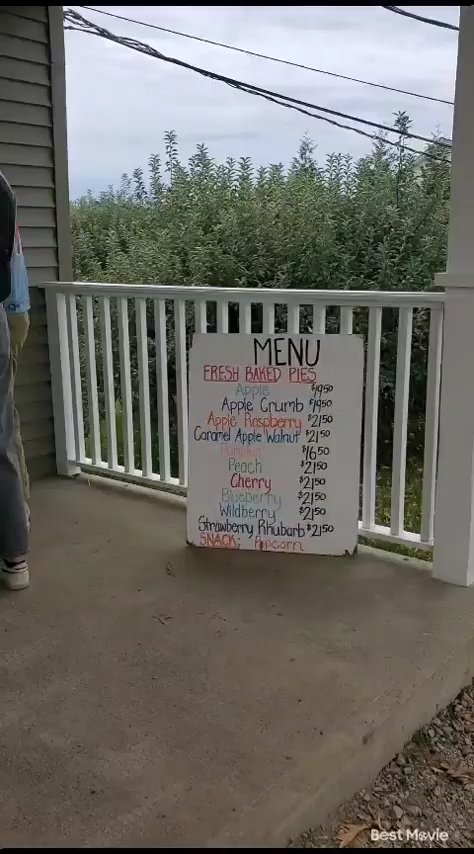 MENU
FRESH BAKED PIES
Apple $19.50
Apple Crumb $19.50
Apple Raspberry $21.50
Caramel Apple Walnut $21.50
Pumpkin $16.50
Peach $21.50
Cherry $21.50
Blueberry $21.50
Wildberry $21.50
Strawberry Rhubarb $21.50
SNACK: Popcorn
Best Movie